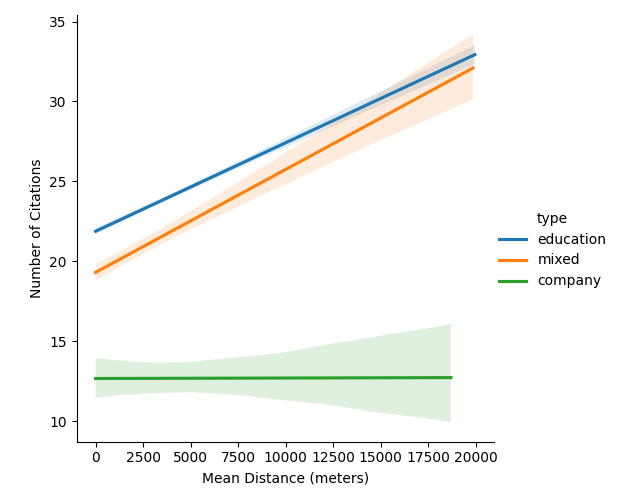 35
30
25
20
15
10
Number of Citations
0 2500 5000 7500 10000 12500 15000 17500 20000
Mean Distance (meters)
type
education
mixed
company